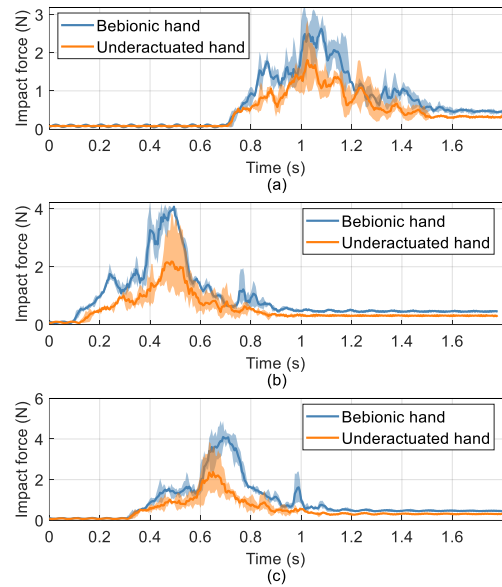 3
2
1
0
Impact force (N)
Bebionic hand
Underactuated hand
0 0.2 0.4 0.6 0.8 1 1.2 1.4 1.6
Time (s)
(a)
4
2
0
Impact force (N)
Bebionic hand
Underactuated hand
0 0.2 0.4 0.6 0.8 1 1.2 1.4 1.6
Time (s)
(b)
6
4
2
0
Impact force (N)
Bebionic hand
Underactuated hand
0 0.2 0.4 0.6 0.8 1 1.2 1.4 1.6
Time (s)
(c)